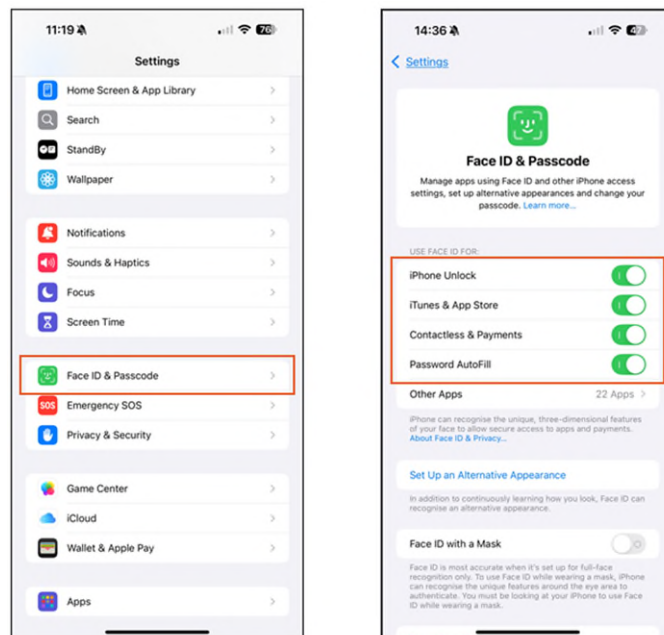 11:19
76
Settings
Home Screen & App Library
Search
StandBy
Wallpaper
Notifications
Sounds & Haptics
Focus
Screen Time
Face ID & Passcode
SOS
Emergency SOS
Privacy & Security
Game Center
iCloud
Wallet & Apple Pay
Apps
14:36
47
Settings
Face ID & Passcode
Manage apps using Face ID and other iPhone access
settings, set up alternative appearances and change your
passcode. Learn more...
USE FACE ID FOR:
iPhone Unlock
iTunes & App Store
Contactless & Payments
Password AutoFill
Other Apps 22 Apps
iPhone can recognise the unique, three-dimensional features
of your face to allow secure access to apps and payments.
About Face ID & Privacy...
Set Up an Alternative Appearance
In addition to continuously learning how you look, Face ID can
recognise an alternative appearance.
Face ID with a Mask
Face ID is most accurate when it's set up for full-face
recognition only. To use Face ID while wearing a mask, iPhone
can recognise the unique features around the eye area to
authenticate. You must be looking at your iPhone to use Face
ID while wearing a mask.